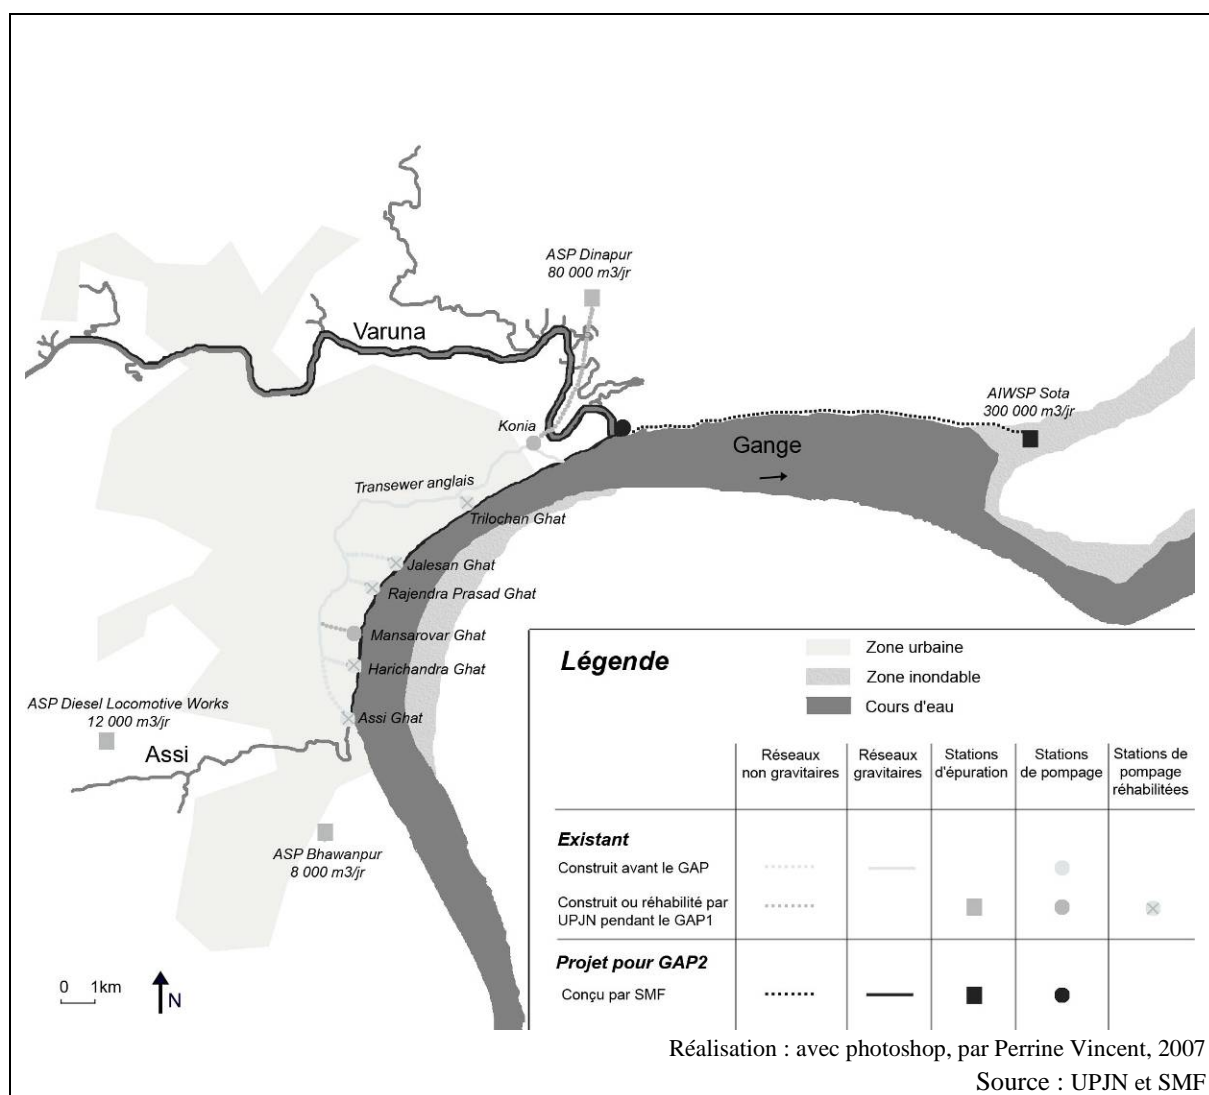 ASP Dinapur
80 000 m3/jr
Varuna
AIWSP Sota
300 000 m3/jr
Konia
Gange
Transewer anglais
Trilochan Ghat
Jalesan Ghat
Rajendra Prasad Ghat
Mansarovar Ghat
Harichandra Ghat
ASP Diesel Locomotive Works
12 000 m3/jr
Assi Ghat
Assi
ASP Bhawanpur
8 000 m3/jr
0 1km
N
Légende
Zone urbaine
Zone inondable
Cours d'eau
Réseaux
non gravitaires
Réseaux
gravitaires
Stations
d'épuration
Stations
de pompage
Stations de
pompage
réhabilitées
Existant
Construit avant le GAP
Construit ou réhabilité par
UPJN pendant le GAP1
Projet pour GAP2
Conçu par SMF
Réalisation : avec photoshop, par Perrine Vincent, 2007
Source : UPJN et SMF